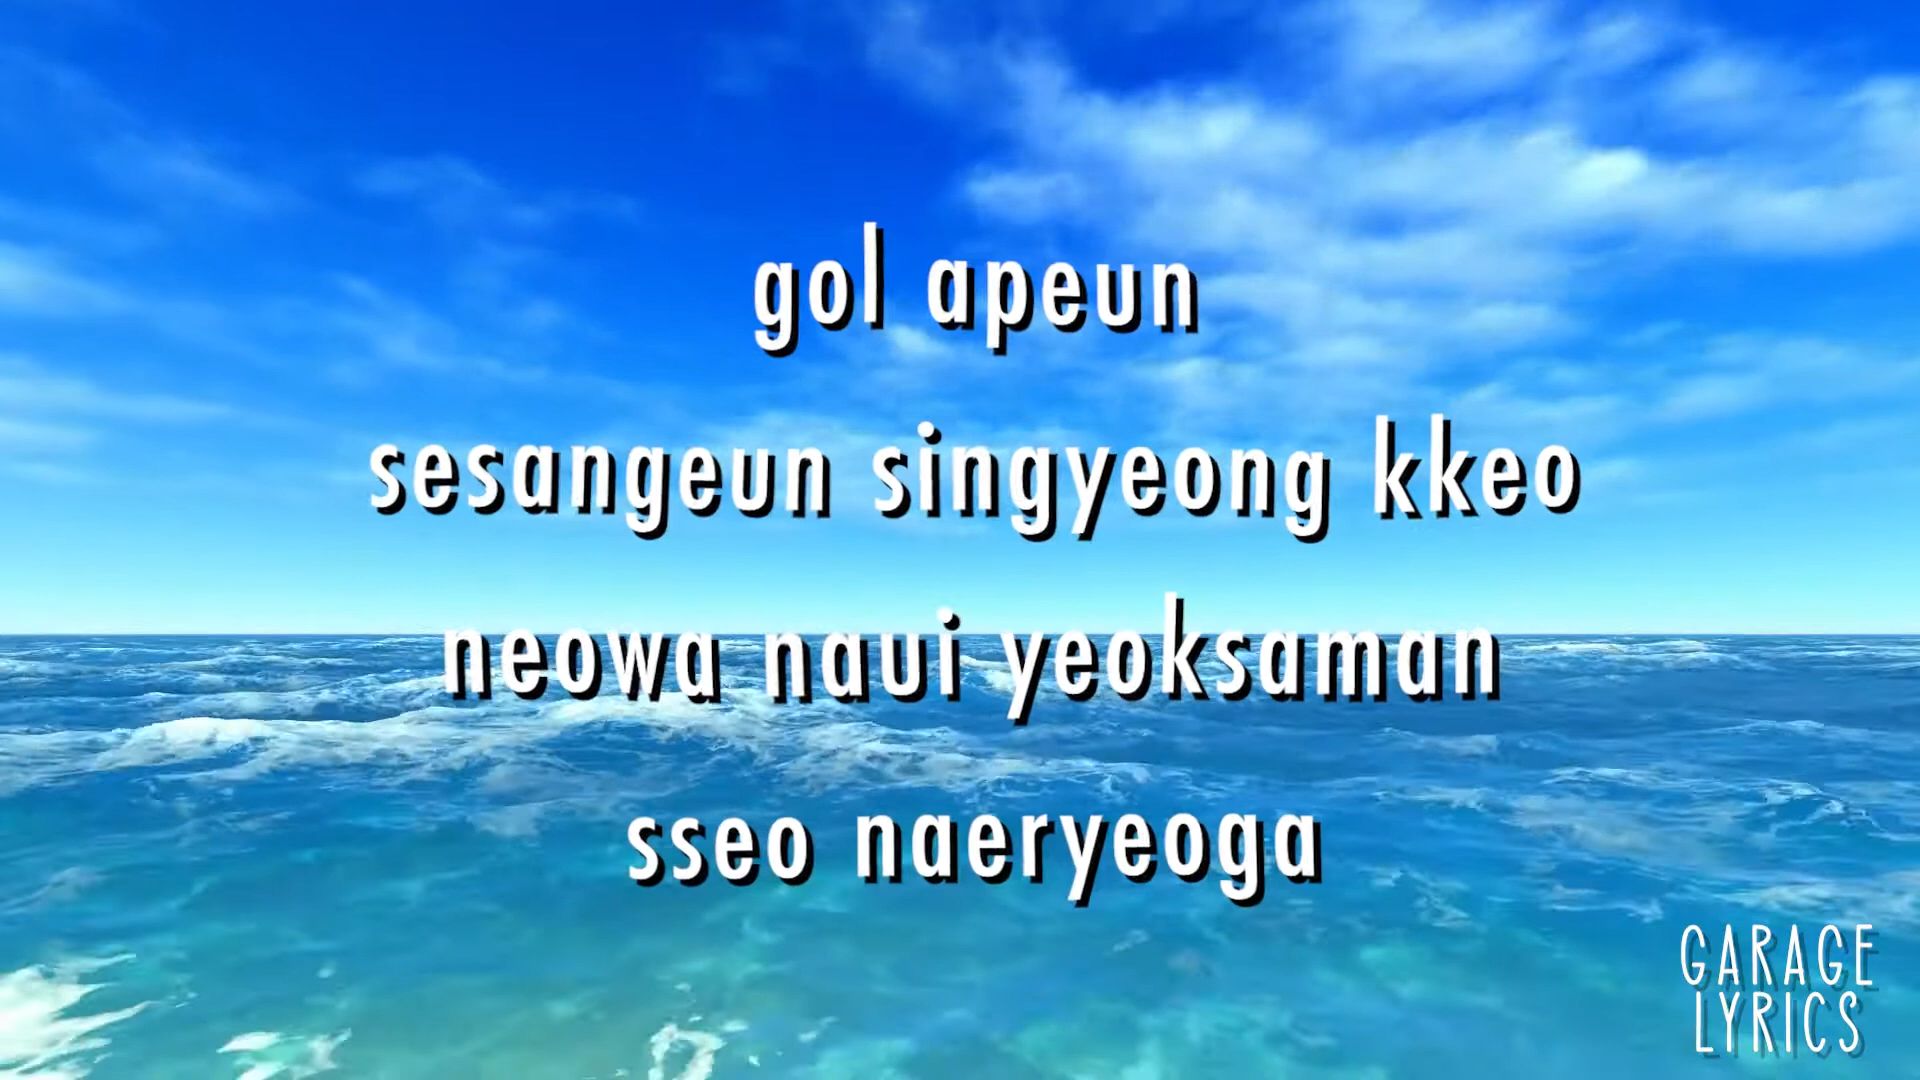 gol apeun
sesangeun singyeong kkeo
neowa naui yeoksaman
sseo naeryeoga
GARAGE
LYRICS